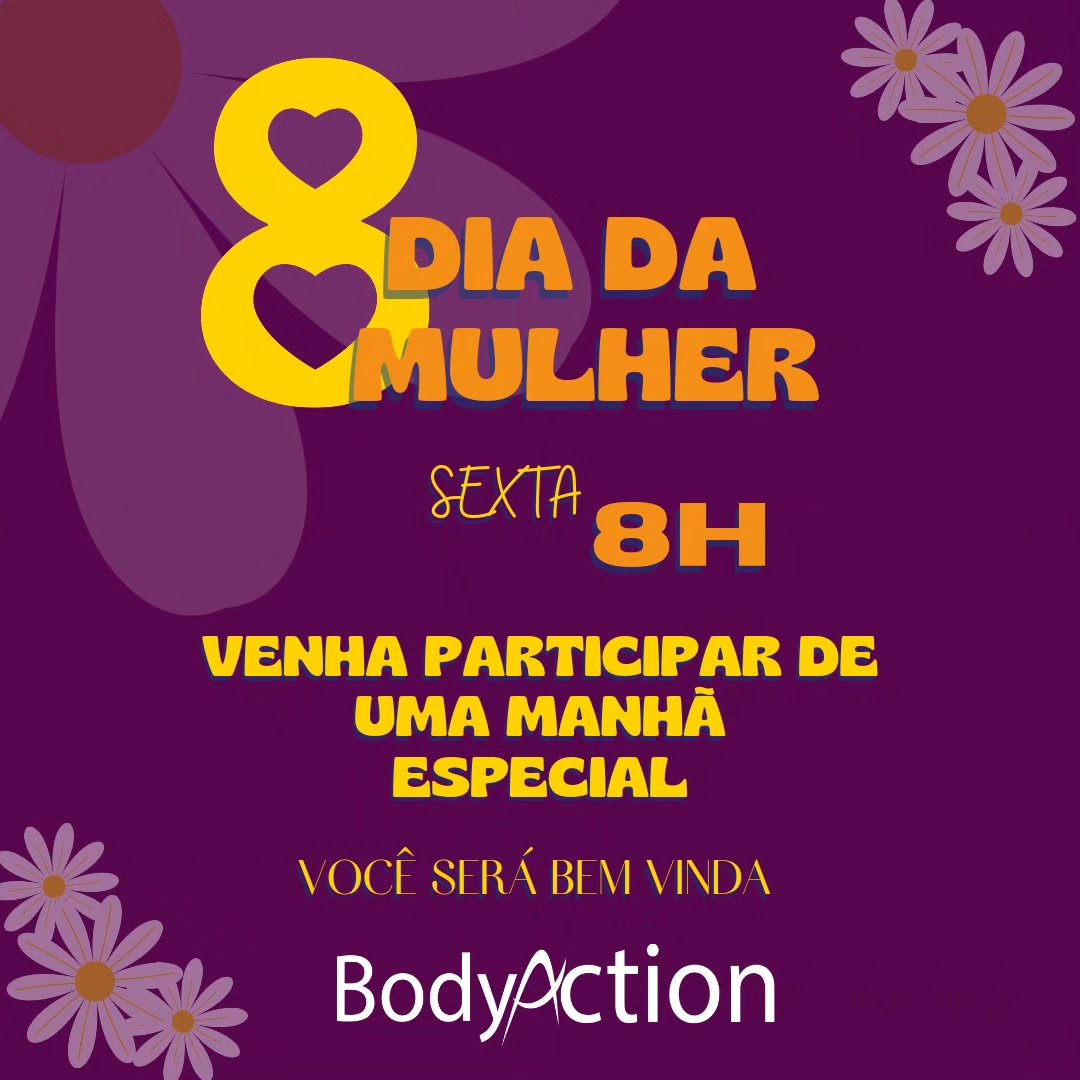 8
DIA DA
MULHER
SEXTA
8H
VENHA PARTICIPAR DE
UMA MANHÃ
ESPECIAL
VOCÊ SERÁ BEM VINDA
BodyAction